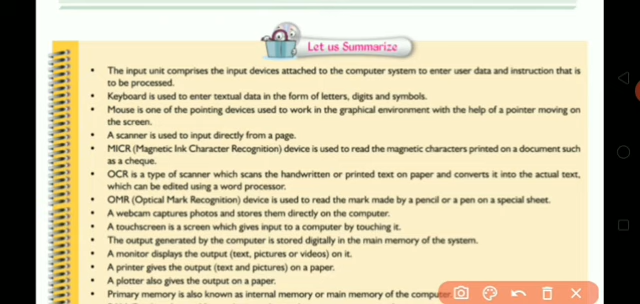 Let us Summarize
• The input unit comprises the input devices attached to the computer system to enter user data and instruction that is
to be processed.
• Keyboard is used to enter textual data in the form of letters, digits and symbols.
• Mouse is one of the pointing devices used to work in the graphical environment with the help of a pointer moving on
the screen.
• A scanner is used to input directly from a page.
• MICR (Magnetic Ink Character Recognition) device is used to read the magnetic characters printed on a document such
as a cheque.
• OCR is a type of scanner which scans the handwritten or printed text on paper and converts it into the actual text,
which can be edited using a word processor.
• OMR (Optical Mark Recognition) device is used to read the mark made by a pencil or a pen on a special sheet.
• A webcam captures photos and stores them directly on the computer.
• A touchscreen is a screen which gives input to a computer by touching it.
• The output generated by the computer is stored digitally in the main memory of the system.
• A monitor displays the output (text, pictures or videos) on it.
• A printer gives the output (text and pictures) on a paper.
• A plotter also gives the output on a paper.
• Primary memory is also known as internal memory or main memory of the computer